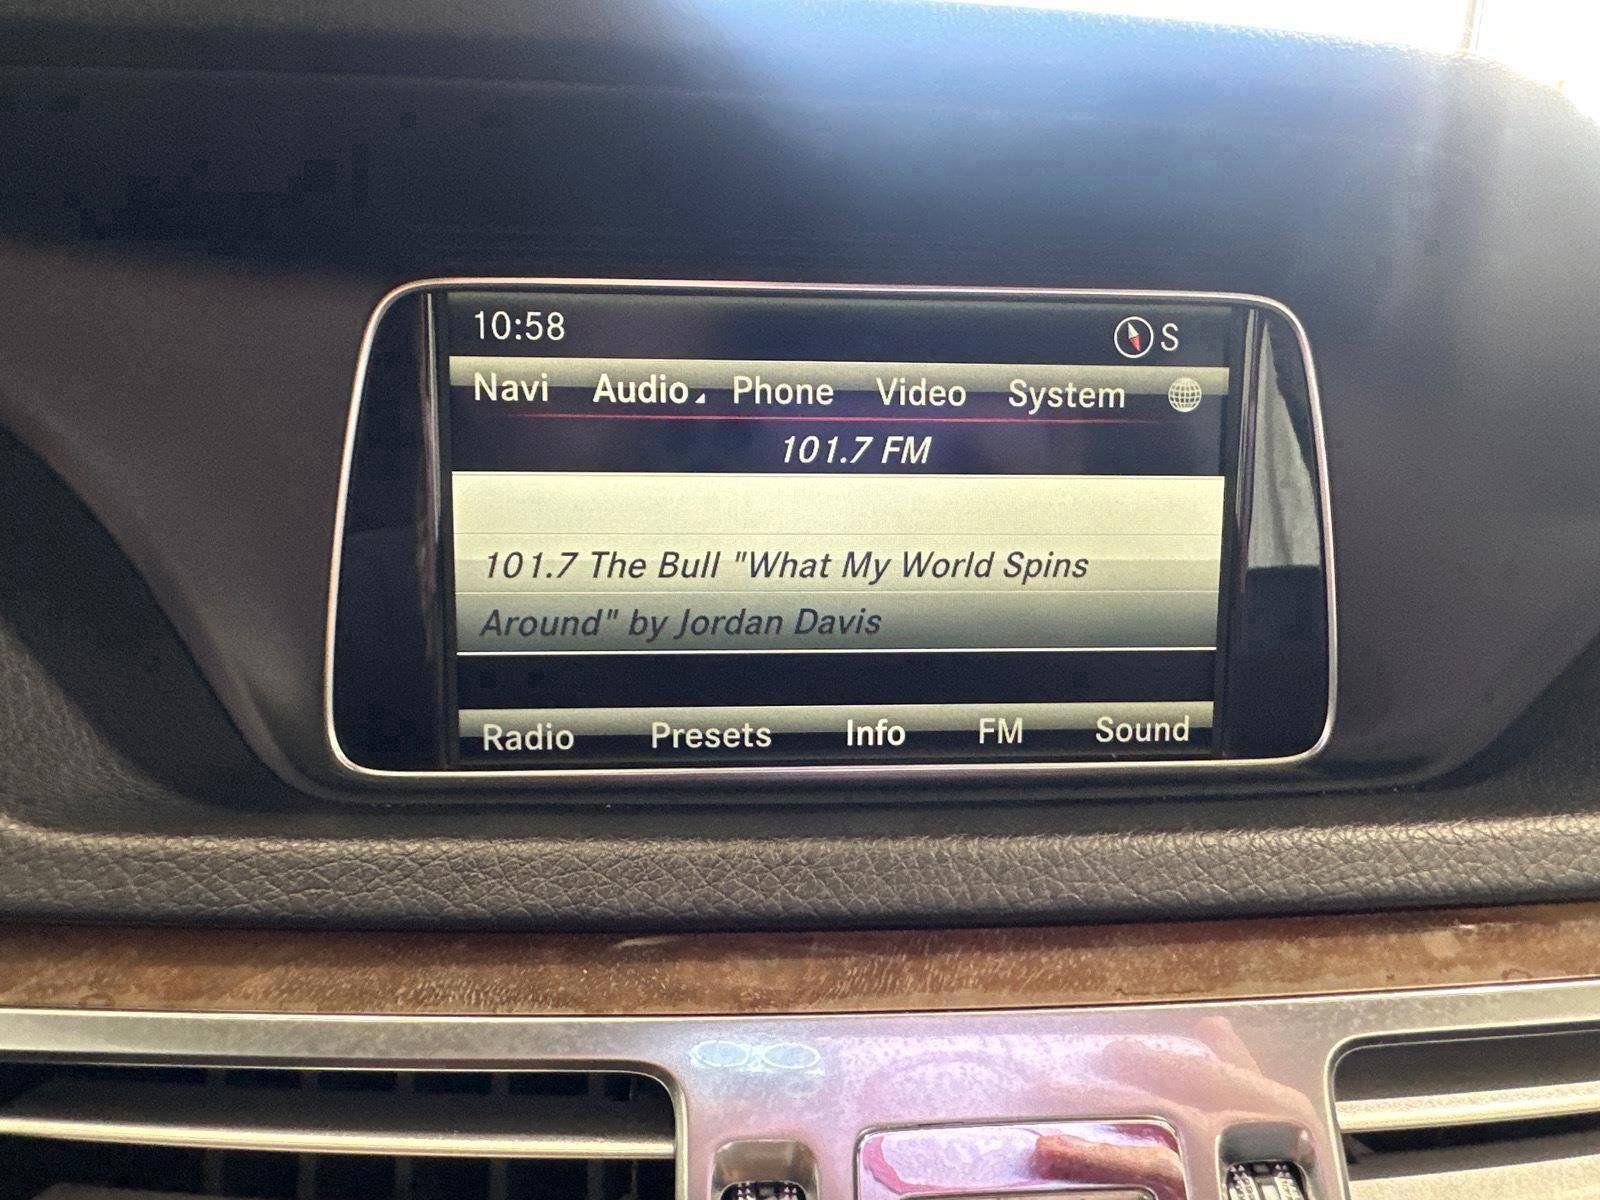 10:58 S
Navi Audio Phone Video System
101.7 FM
101.7 The Bull "What My World Spins
Around" by Jordan Davis
Radio Presets Info FM Sound